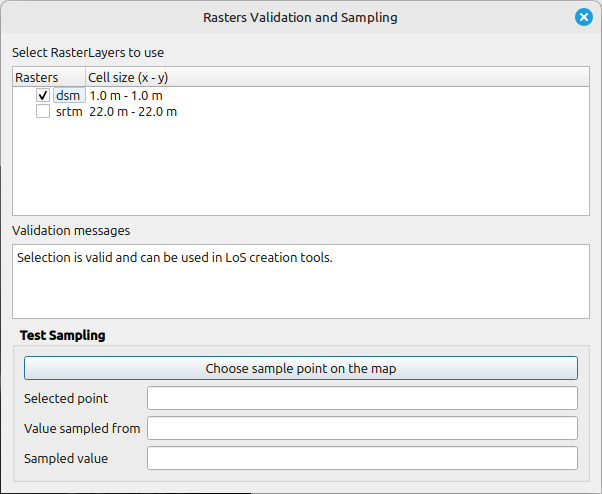 Rasters Validation and Sampling
Select RasterLayers to use
Rasters Cell size (x - y)
dsm 1.0 m - 1.0 m
srtm 22.0 m - 22.0 m
Validation messages
Selection is valid and can be used in LoS creation tools.
Test Sampling
Choose sample point on the map
Selected point
Value sampled from
Sampled value